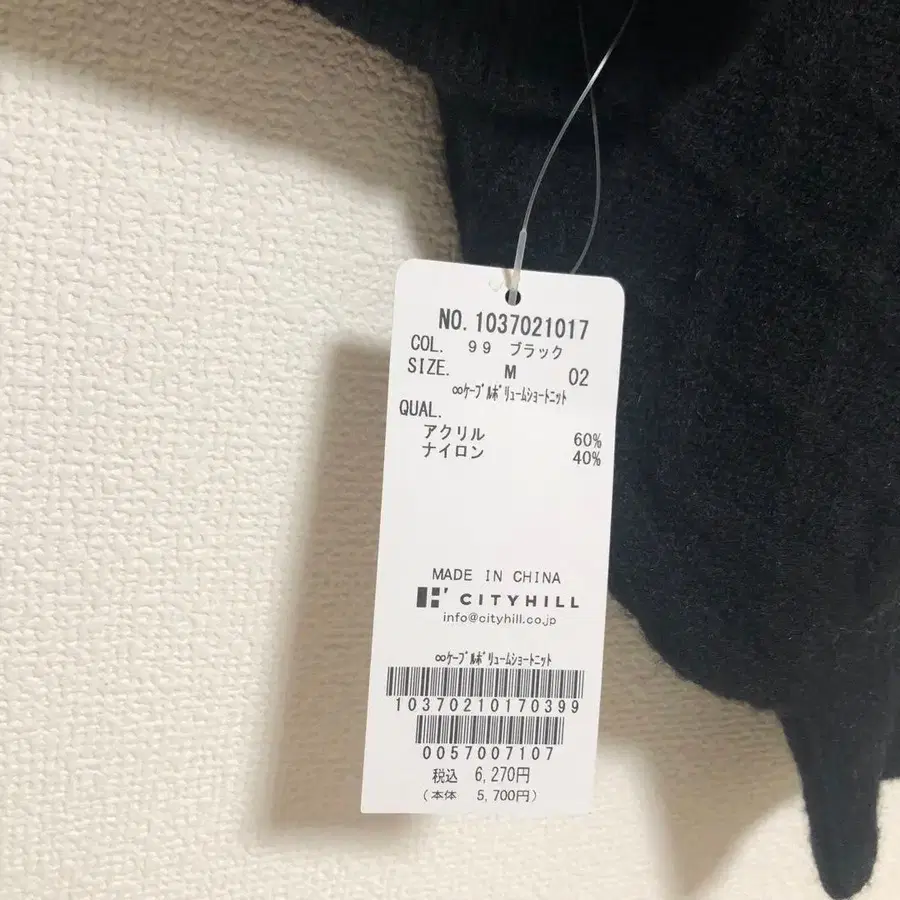 NO. 1037021017
COL. 99 ブラック
SIZE. M 02
∞ｹｰﾌﾞﾙﾎﾞﾘｭｰﾑｼｮｰﾄﾆｯﾄ
QUAL.
アクリル 60%
ナイロン 40%
MADE IN CHINA
CITYHILL
info@cityhill.co.jp
∞ｹｰﾌﾞﾙﾎﾞﾘｭｰﾑｼｮｰﾄﾆｯﾄ
10370210170399
0057007107
税込 6,270円
(本体 5,700円)